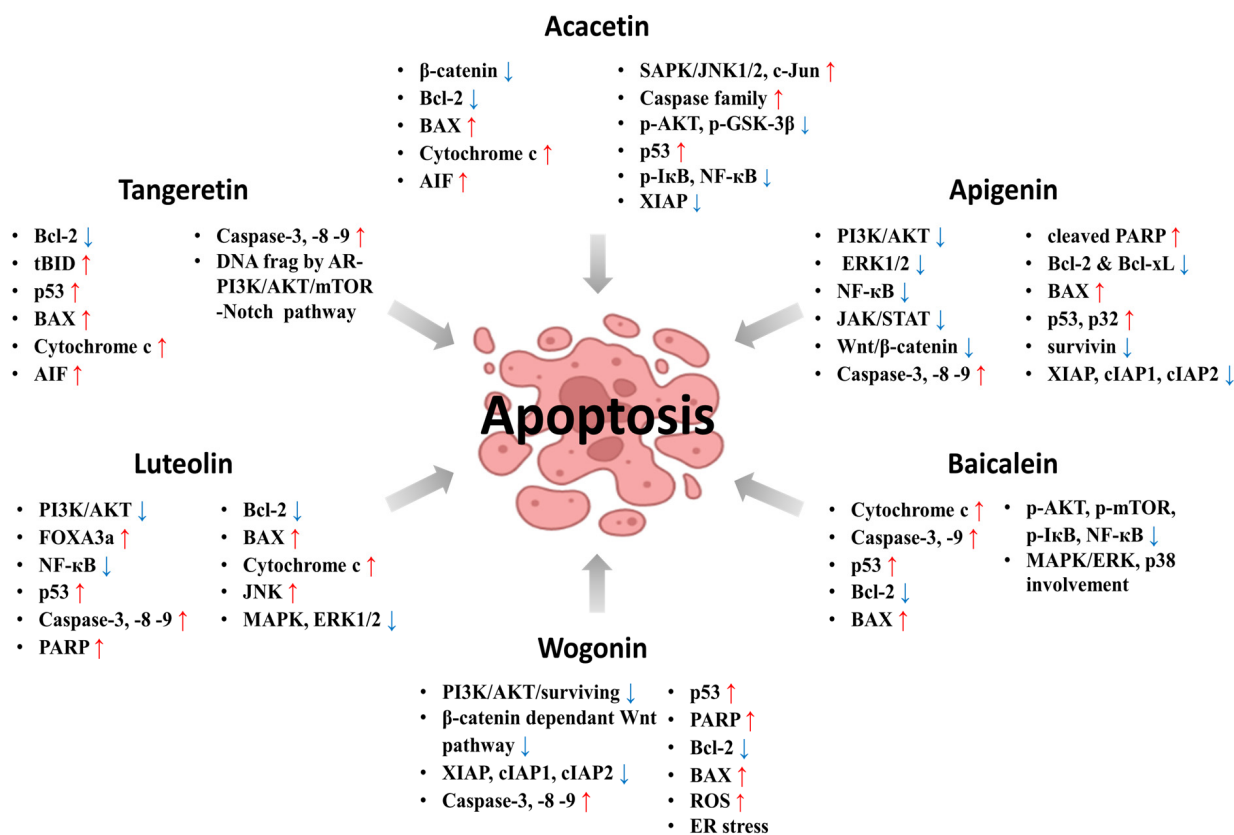 Acacetin
• β-catenin ↓
• Bcl-2 ↓
• BAX ↑
• Cytochrome c ↑
• AIF ↑
• SAPK/JNK1/2, c-Jun ↑
• Caspase family ↑
• p-AKT, p-GSK-3β ↓
• p53 ↑
• p-IκB, NF-κB ↓
• XIAP ↓
Tangeretin
• Bcl-2 ↓
• tBID ↑
• p53 ↑
• BAX ↑
• Cytochrome c ↑
• AIF ↑
• Caspase-3, -8 -9 ↑
• DNA frag by AR-
PI3K/AKT/mTOR
-Notch pathway
Apigenin
• PI3K/AKT ↓
• ERK1/2 ↓
• NF-κB ↓
• JAK/STAT ↓
• Wnt/β-catenin ↓
• Caspase-3, -8 -9 ↑
• cleaved PARP ↑
• Bcl-2 & Bcl-xL ↓
• BAX ↑
• p53, p32 ↑
• survivin ↓
• XIAP, cIAP1, cIAP2 ↓
Apoptosis
Luteolin
• PI3K/AKT ↓
• FOXA3a ↑
• NF-κB ↓
• p53 ↑
• Caspase-3, -8 -9 ↑
• PARP ↑
• Bcl-2 ↓
• BAX ↑
• Cytochrome c ↑
• JNK ↑
• MAPK, ERK1/2 ↓
Baicalein
• Cytochrome c ↑
• Caspase-3, -9 ↑
• p53 ↑
• Bcl-2 ↓
• BAX ↑
• p-AKT, p-mTOR,
p-IκB, NF-κB ↓
• MAPK/ERK, p38
involvement
Wogonin
• PI3K/AKT/surviving ↓
• β-catenin dependant Wnt
pathway ↓
• XIAP, cIAP1, cIAP2 ↓
• Caspase-3, -8 -9 ↑
• p53 ↑
• PARP ↑
• Bcl-2 ↓
• BAX ↑
• ROS ↑
• ER stress